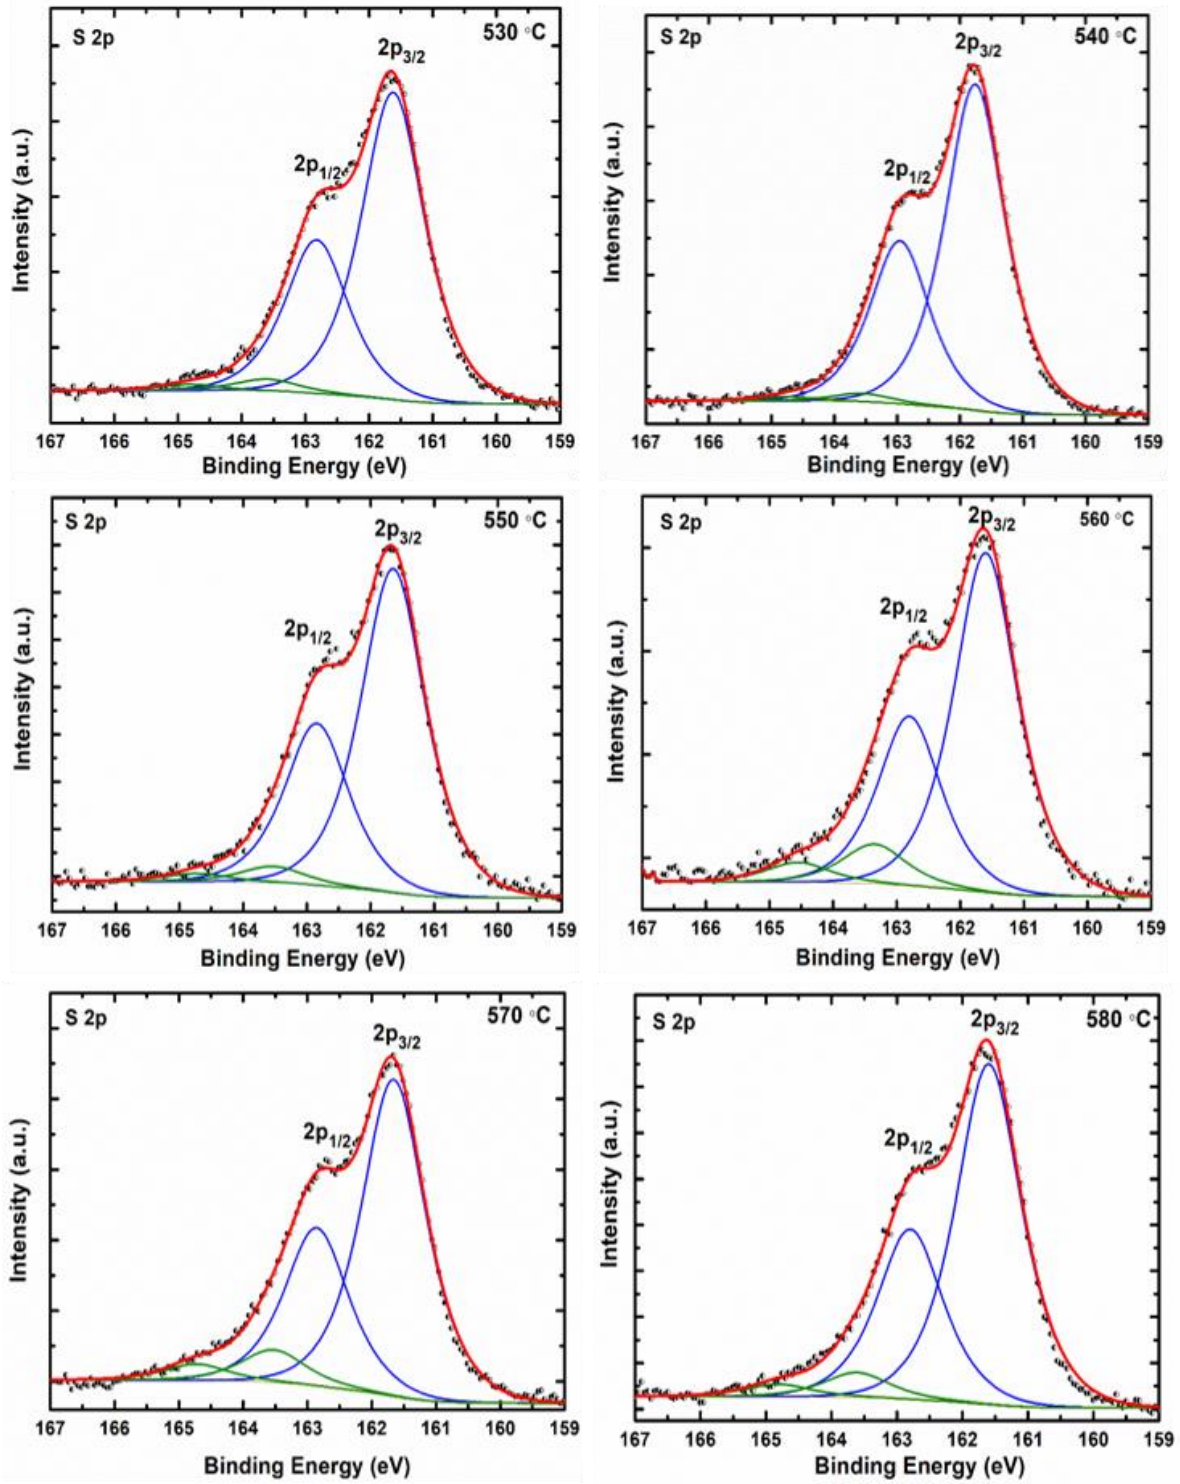 S 2p 2p3/2 530 °C
2p1/2
Intensity (a.u.)
167 166 165 164 163 162 161 160 159
Binding Energy (eV)
S 2p 2p3/2 540 °C
2p1/2
Intensity (a.u.)
167 166 165 164 163 162 161 160 159
Binding Energy (eV)
S 2p 2p3/2 550 °C
2p1/2
Intensity (a.u.)
167 166 165 164 163 162 161 160 159
Binding Energy (eV)
S 2p 2p3/2 560 °C
2p1/2
Intensity (a.u.)
167 166 165 164 163 162 161 160 159
Binding Energy (eV)
S 2p 2p3/2 570 °C
2p1/2
Intensity (a.u.)
167 166 165 164 163 162 161 160 159
Binding Energy (eV)
S 2p 2p3/2 580 °C
2p1/2
Intensity (a.u.)
167 166 165 164 163 162 161 160 159
Binding Energy (eV)